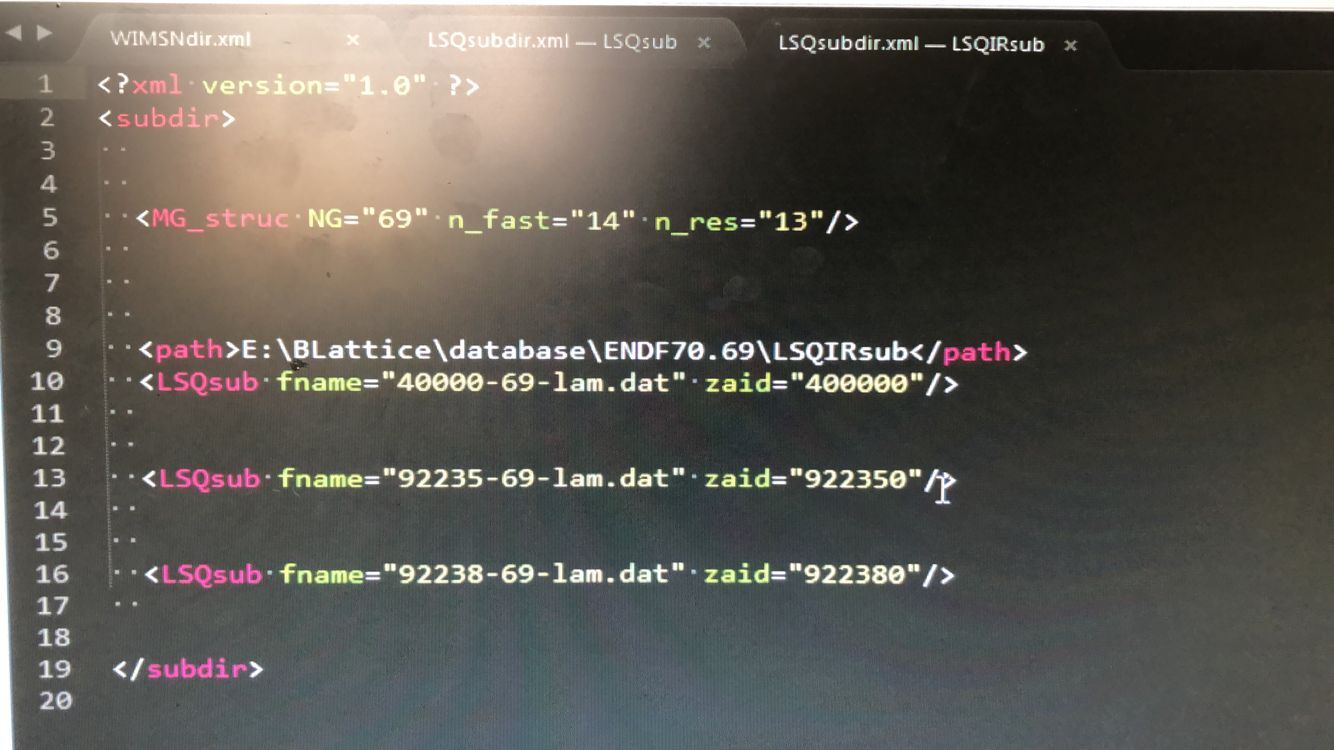 WIMSNdir.xml × LSQsubdir.xml — LSQsub × LSQsubdir.xml — LSQIRsub ×
1 <?xml version="1.0" ?>
2 <subdir>
3
4
5 <MG_struc NG="69" n_fast="14" n_res="13"/>
6
7
8
9 <path>E:\BLattice\database\ENDF70.69\LSQIRsub</path>
10 <LSQsub fname="40000-69-lam.dat" zaid="400000"/>
11
12
13 <LSQsub fname="92235-69-lam.dat" zaid="922350"/>
14
15
16 <LSQsub fname="92238-69-lam.dat" zaid="922380"/>
17
18
19 </subdir>
20